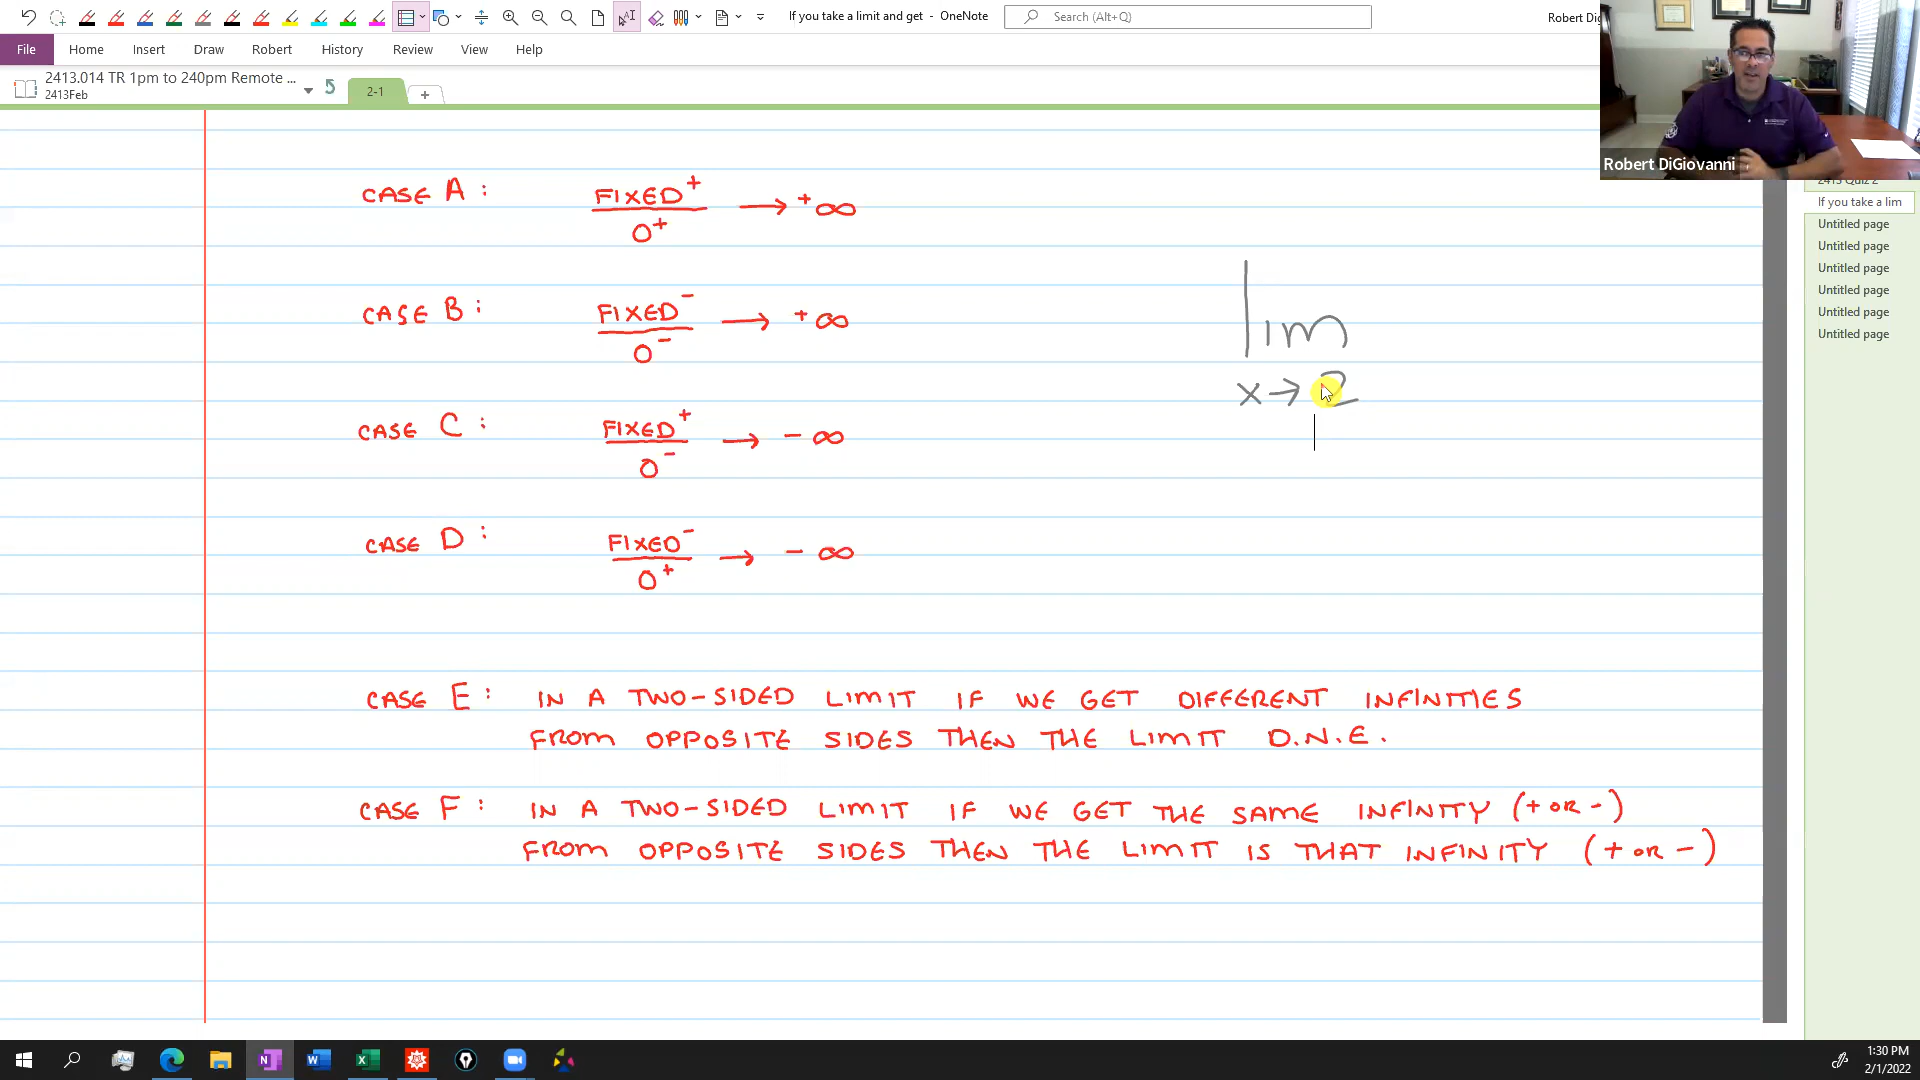 If you take a limit and get - OneNote
Search (Alt+Q)
Robert Di
File Home Insert Draw Robert History Review View Help
2413.014 TR 1pm to 240pm Remote ...
2413Feb
2-1
Robert DiGiovanni
2413 Quiz 2
If you take a lim
Untitled page
Untitled page
Untitled page
Untitled page
Untitled page
Untitled page
CASE A: FIXED⁺ / 0⁺ → +∞
CASE B: FIXED⁻ / 0⁻ → +∞
CASE C: FIXED⁺ / 0⁻ → -∞
CASE D: FIXED⁻ / 0⁺ → -∞
lim
x → 2
CASE E: IN A TWO-SIDED LIMIT IF WE GET DIFFERENT INFINITIES
FROM OPPOSITE SIDES THEN THE LIMIT D.N.E.
CASE F: IN A TWO-SIDED LIMIT IF WE GET THE SAME INFINITY (+ OR -)
FROM OPPOSITE SIDES THEN THE LIMIT IS THAT INFINITY (+ OR -)
1:30 PM
2/1/2022